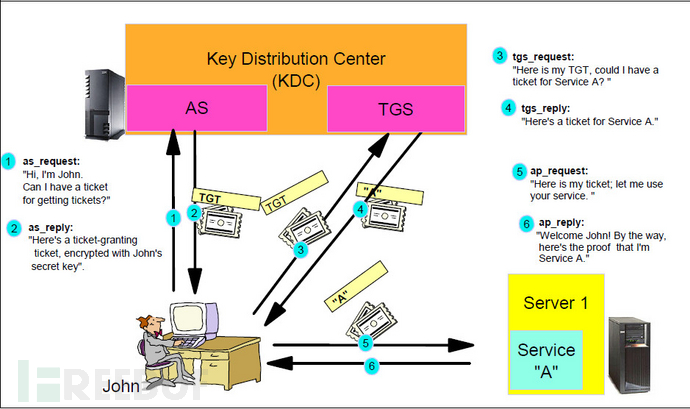 Key Distribution Center
(KDC)
AS
TGS
1
as_request:
"Hi, I'm John.
Can I have a ticket
for getting tickets?"
2
as_reply:
"Here's a ticket-granting
ticket, encrypted with John's
secret key".
3
tgs_request:
"Here is my TGT, could I have a
ticket for Service A? "
4
tgs_reply:
"Here's a ticket for Service A."
5
ap_request:
"Here is my ticket; let me use
your service. "
6
ap_reply:
"Welcome John! By the way,
here's the proof that I'm
Service A."
TGT
TGT
"A"
1
2
3
4
"A"
5
6
Server 1
Service
"A"
John
FREEBUF